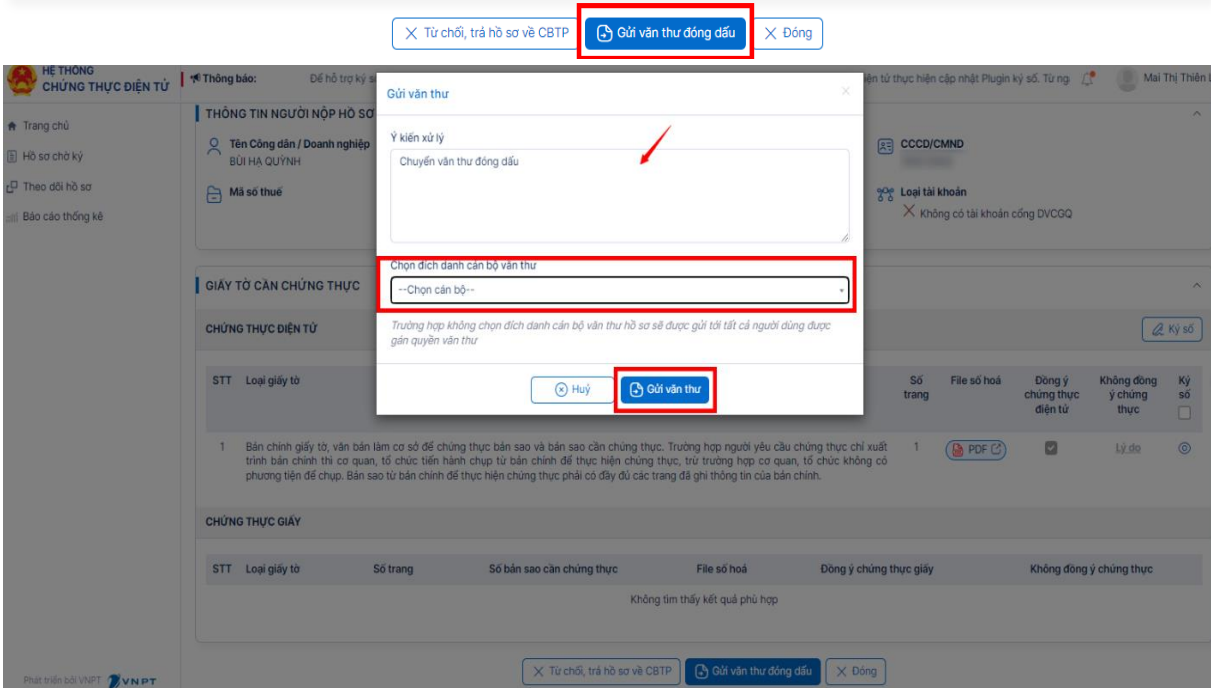 Từ chối, trả hồ sơ về CBTP
Gửi văn thư đóng dấu
Đóng
HỆ THỐNG
CHỨNG THỰC ĐIỆN TỬ
Thông báo:
Để hỗ trợ ký s
ện tử thực hiện cập nhật Plugin ký số. Từ ng
Mai Thị Thiên L
Trang chủ
Hồ sơ chờ ký
Theo dõi hồ sơ
Báo cáo thống kê
THÔNG TIN NGƯỜI NỘP HỒ SƠ
Tên Công dân / Doanh nghiệp
BÙI HẠ QUỲNH
CCCD/CMND
Mã số thuế
Loại tài khoản
Không có tài khoản cổng DVCGQ
Gửi văn thư
Ý kiến xử lý
Chuyển văn thư đóng dấu
Chọn đích danh cán bộ văn thư
--Chọn cán bộ--
Trường hợp không chọn đích danh cán bộ văn thư hồ sơ sẽ được gửi tới tất cả người dùng được
gán quyền văn thư
Huỷ
Gửi văn thư
GIẤY TỜ CẦN CHỨNG THỰC
CHỨNG THỰC ĐIỆN TỬ
Ký số
STT Loại giấy tờ Số trang File số hoá Đồng ý chứng thực điện tử Không đồng ý chứng thực Ký số
1 Bản chính giấy tờ, văn bản làm cơ sở để chứng thực bản sao và bản sao cần chứng thực. Trường hợp người yêu cầu chứng thực chỉ xuất 1 PDF Lý do
trình bản chính thì cơ quan, tổ chức tiến hành chụp từ bản chính để thực hiện chứng thực, trừ trường hợp cơ quan, tổ chức không có
phương tiện để chụp. Bản sao từ bản chính để thực hiện chứng thực phải có đầy đủ các trang đã ghi thông tin của bản chính.
CHỨNG THỰC GIẤY
STT Loại giấy tờ Số trang Số bản sao cần chứng thực File số hoá Đồng ý chứng thực giấy Không đồng ý chứng thực
Không tìm thấy kết quả phù hợp
Từ chối, trả hồ sơ về CBTP
Gửi văn thư đóng dấu
Đóng
Phát triển bởi VNPT
VNPT